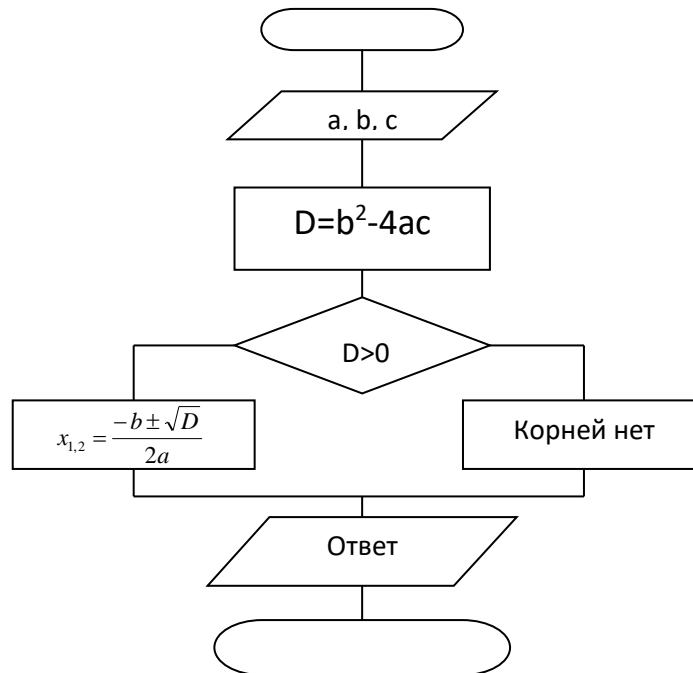 a, b, c
D=b²-4ac
D>0
x₁,₂ = (-b ± √D) / 2a
Корней нет
Ответ